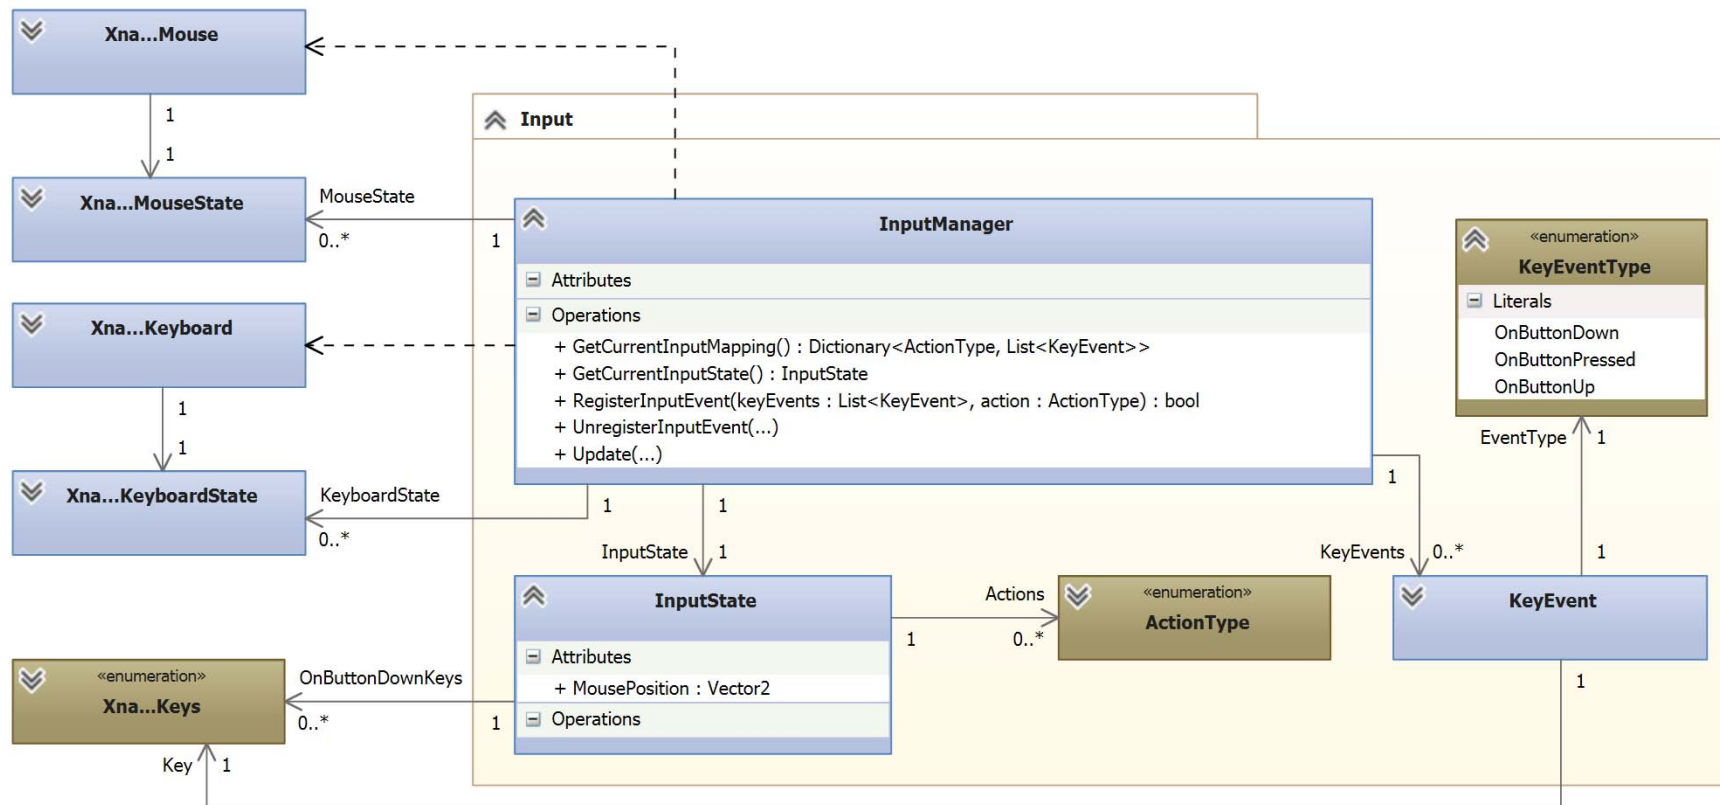 Xna...Mouse
1
1
Input
Xna...MouseState
MouseState
0..*
1
InputManager
Attributes
Operations
+ GetCurrentInputMapping() : Dictionary<ActionType, List<KeyEvent>>
+ GetCurrentInputState() : InputState
+ RegisterInputEvent(keyEvents : List<KeyEvent>, action : ActionType) : bool
+ UnregisterInputEvent(...)
+ Update(...)
«enumeration»
KeyEventType
Literals
OnButtonDown
OnButtonPressed
OnButtonUp
EventType
1
1
Xna...Keyboard
1
1
Xna...KeyboardState
KeyboardState
0..*
1
1
InputState
1
1
KeyEvents
0..*
InputState
Attributes
+ MousePosition : Vector2
Operations
Actions
1
0..*
«enumeration»
ActionType
KeyEvent
1
«enumeration»
Xna...Keys
OnButtonDownKeys
0..*
1
Key
1